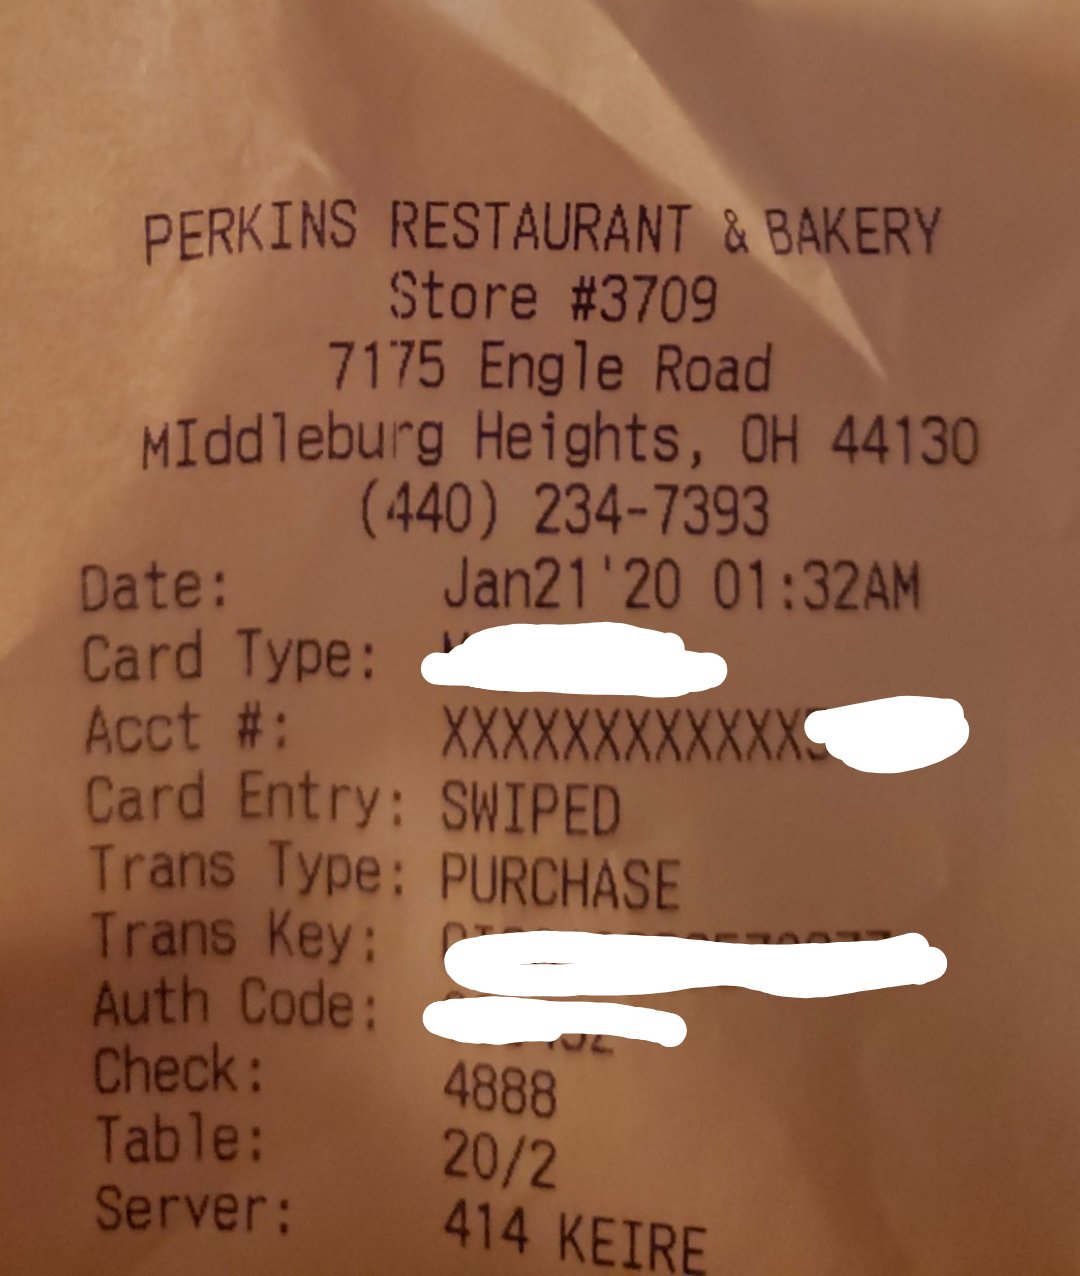 PERKINS RESTAURANT & BAKERY
Store #3709
7175 Engle Road
MIddleburg Heights, OH 44130
(440) 234-7393
Date: Jan21'20 01:32AM
Card Type:
Acct #: XXXXXXXXXXXX
Card Entry: SWIPED
Trans Type: PURCHASE
Trans Key:
Auth Code:
Check: 4888
Table: 20/2
Server: 414 KEIRE